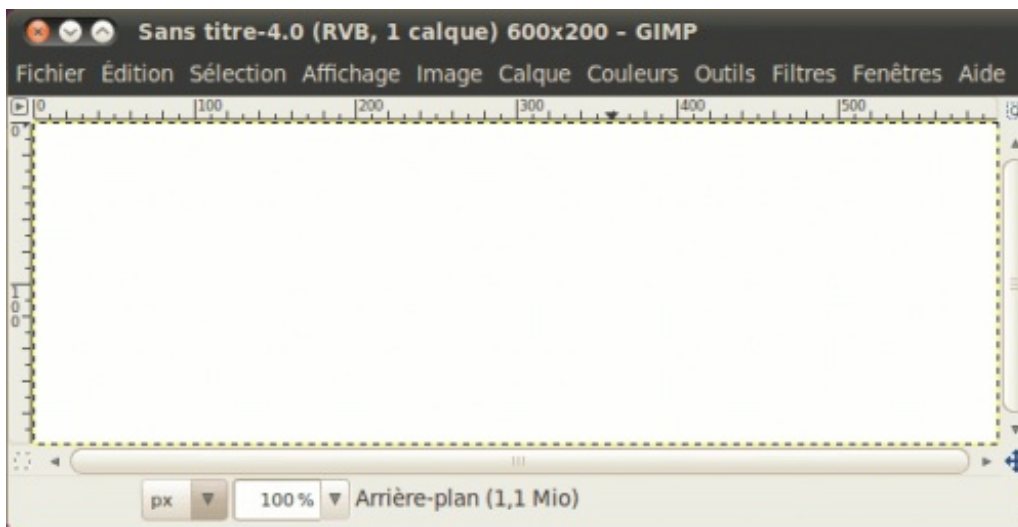 Sans titre-4.0 (RVB, 1 calque) 600x200 – GIMP
Fichier Édition Sélection Affichage Image Calque Couleurs Outils Filtres Fenêtres Aide
0 100 200 300 400 500
0
100
px 100 % Arrière-plan (1,1 Mio)